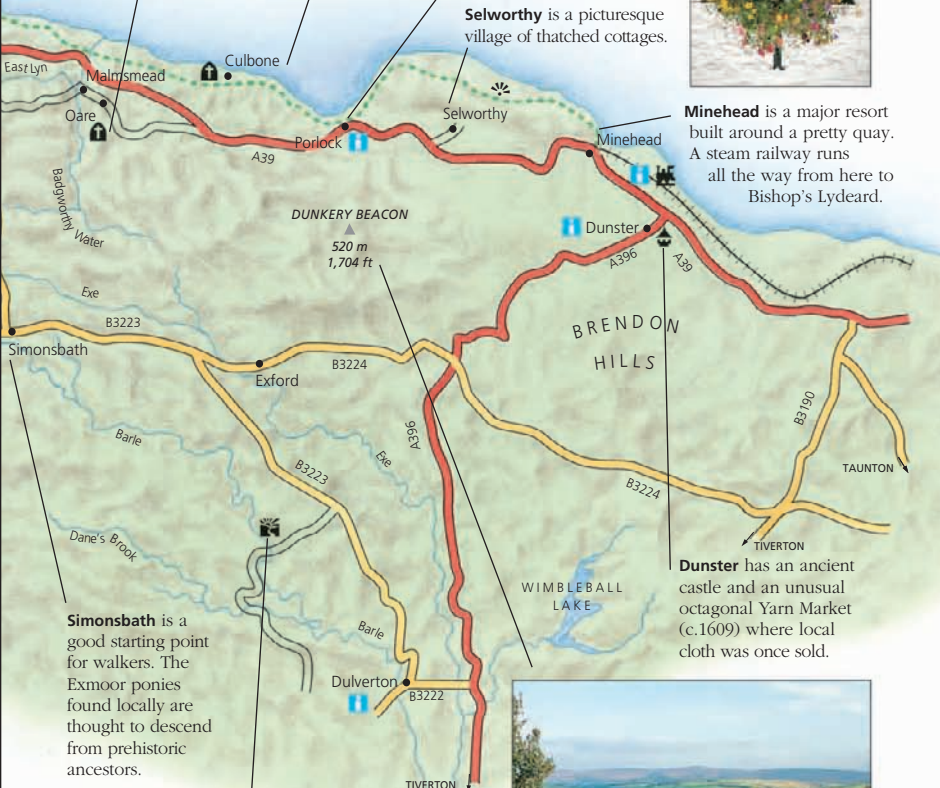 Selworthy is a picturesque
village of thatched cottages.
East Lyn
Malmsmead
Culbone
Oare
Selworthy
Minehead
Porlock
A39
Minehead is a major resort
built around a pretty quay.
A steam railway runs
all the way from here to
Bishop's Lydeard.
Badgworthy
Water
DUNKERY BEACON
520 m
1,704 ft
Dunster
A396
A39
Exe
B3223
BRENDON
HILLS
Simonsbath
Exford
B3224
B3190
A396
Barle
Exe
B3223
TAUNTON
B3224
Dane's Brook
TIVERTON
WIMBLEBALL
LAKE
Dunster has an ancient
castle and an unusual
octagonal Yarn Market
(c.1609) where local
cloth was once sold.
Simonsbath is a
good starting point
for walkers. The
Exmoor ponies
found locally are
thought to descend
from prehistoric
ancestors.
Barle
Dulverton
B3222
TIVERTON